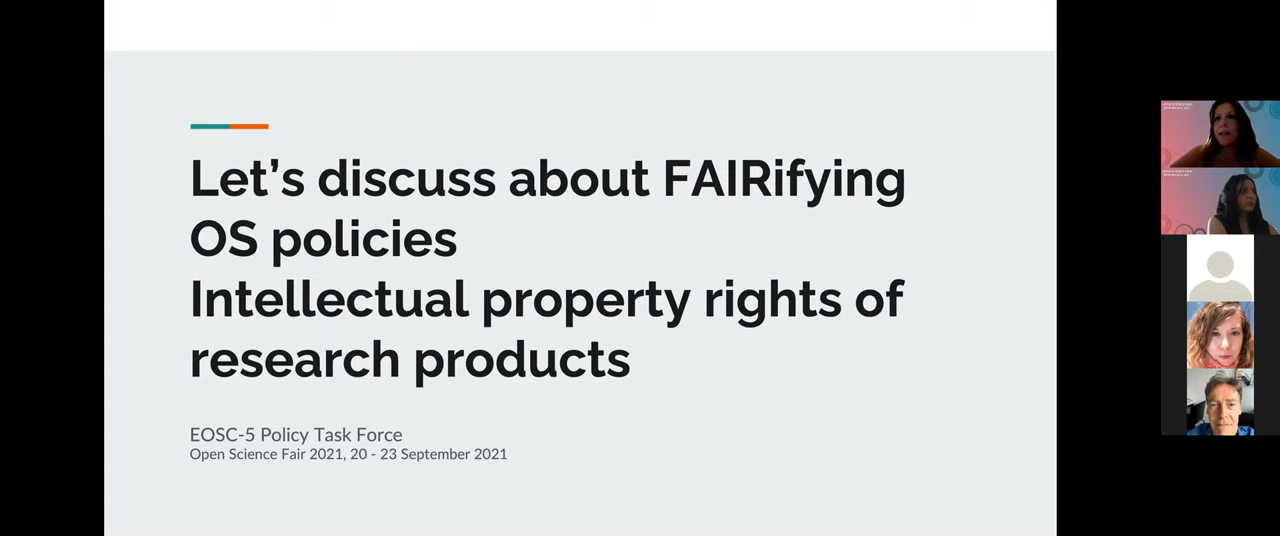 Let’s discuss about FAIRifying
OS policies
Intellectual property rights of
research products
EOSC-5 Policy Task Force
Open Science Fair 2021, 20 - 23 September 2021